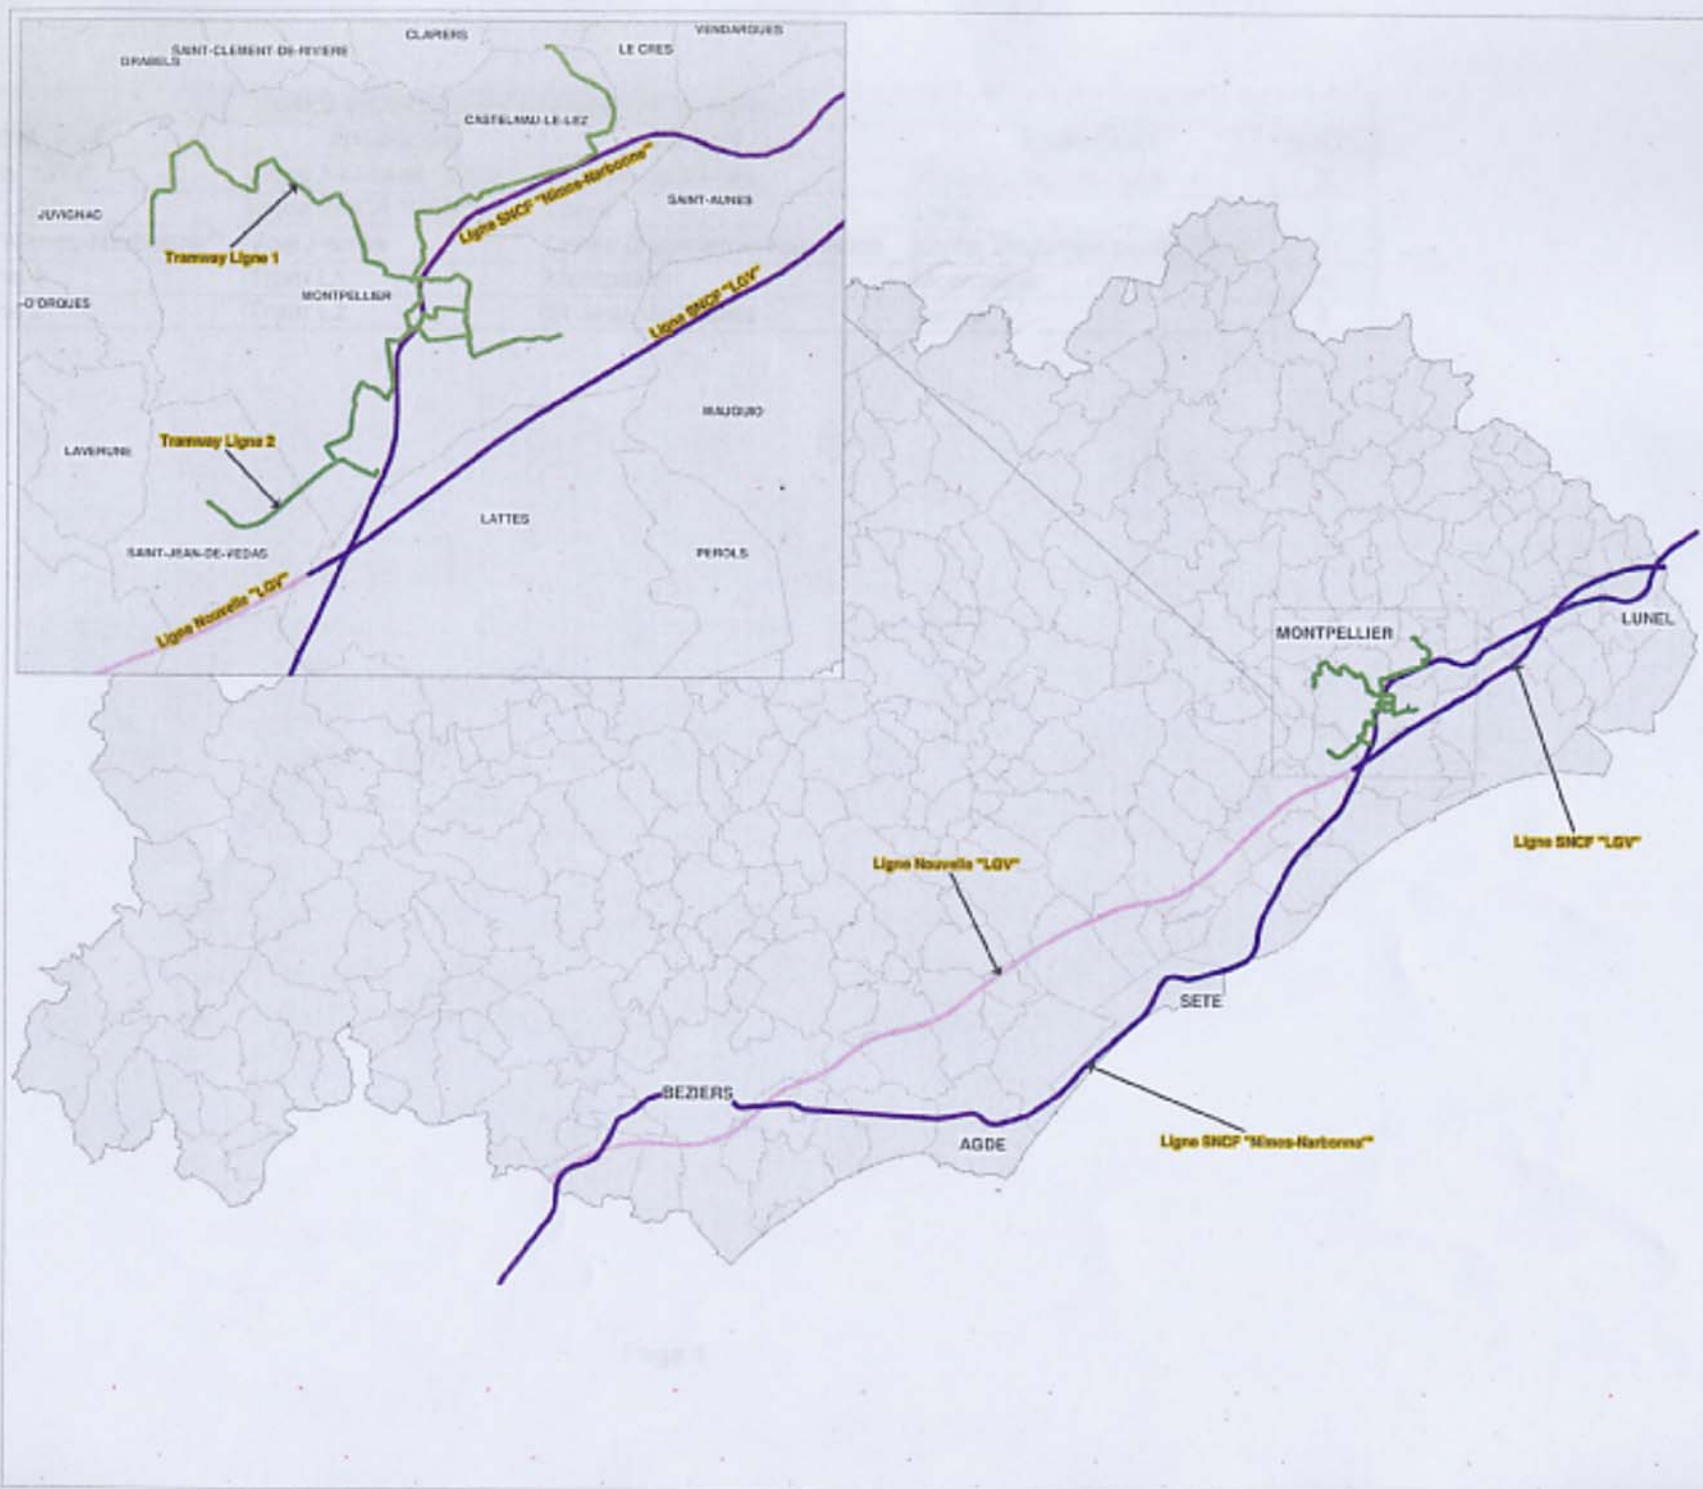 VENDARGUES
CLAPIERS
SAINT-CLEMENT-DE-RIVIERE
LE CRES
GRABELS
CASTELNAU-LE-LEZ
Ligne SNCF "Nimes-Narbonne"
SAINT-AUNES
JUVIGNAC
Tramway Ligne 1
MONTPELLIER
-D'ORQUES
Ligne SNCF "LGV"
MAUGUIO
Tramway Ligne 2
LAVERUNE
LATTES
SAINT-JEAN-DE-VEDAS
PEROLS
Ligne Nouvelle "LGV"
LUNEL
MONTPELLIER
Ligne SNCF "LGV"
Ligne Nouvelle "LGV"
SETE
BEZIERS
AGDE
Ligne SNCF "Nimes-Narbonne"